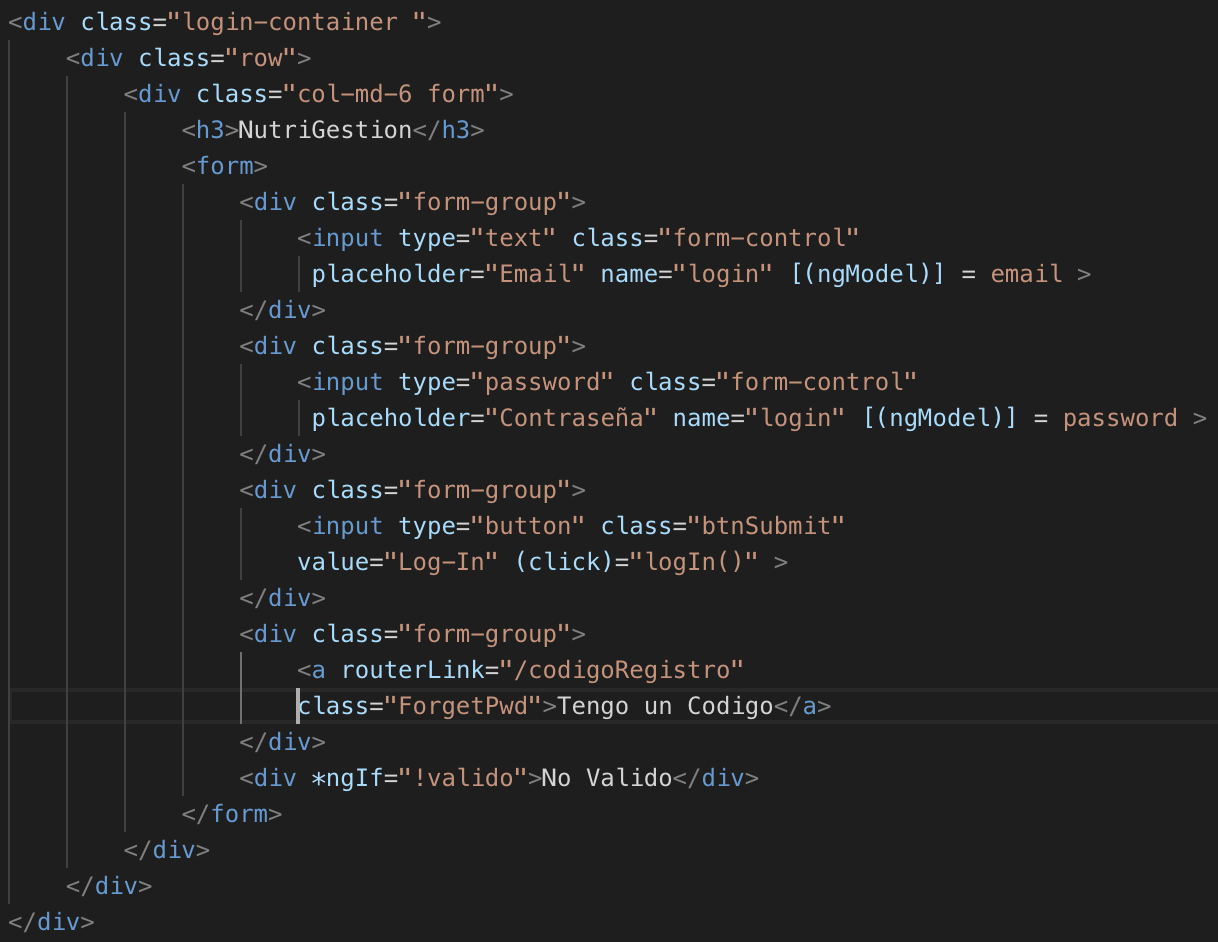 <div class="login-container ">
    <div class="row">
        <div class="col-md-6 form">
            <h3>NutriGestion</h3>
            <form>
                <div class="form-group">
                    <input type="text" class="form-control"
                     placeholder="Email" name="login" [(ngModel)] = email >
                </div>
                <div class="form-group">
                    <input type="password" class="form-control"
                     placeholder="Contraseña" name="login" [(ngModel)] = password >
                </div>
                <div class="form-group">
                    <input type="button" class="btnSubmit"
                    value="Log-In" (click)="logIn()" >
                </div>
                <div class="form-group">
                    <a routerLink="/codigoRegistro"
                    class="ForgetPwd">Tengo un Codigo</a>
                </div>
                <div *ngIf="!valido">No Valido</div>
            </form>
        </div>
    </div>
</div>